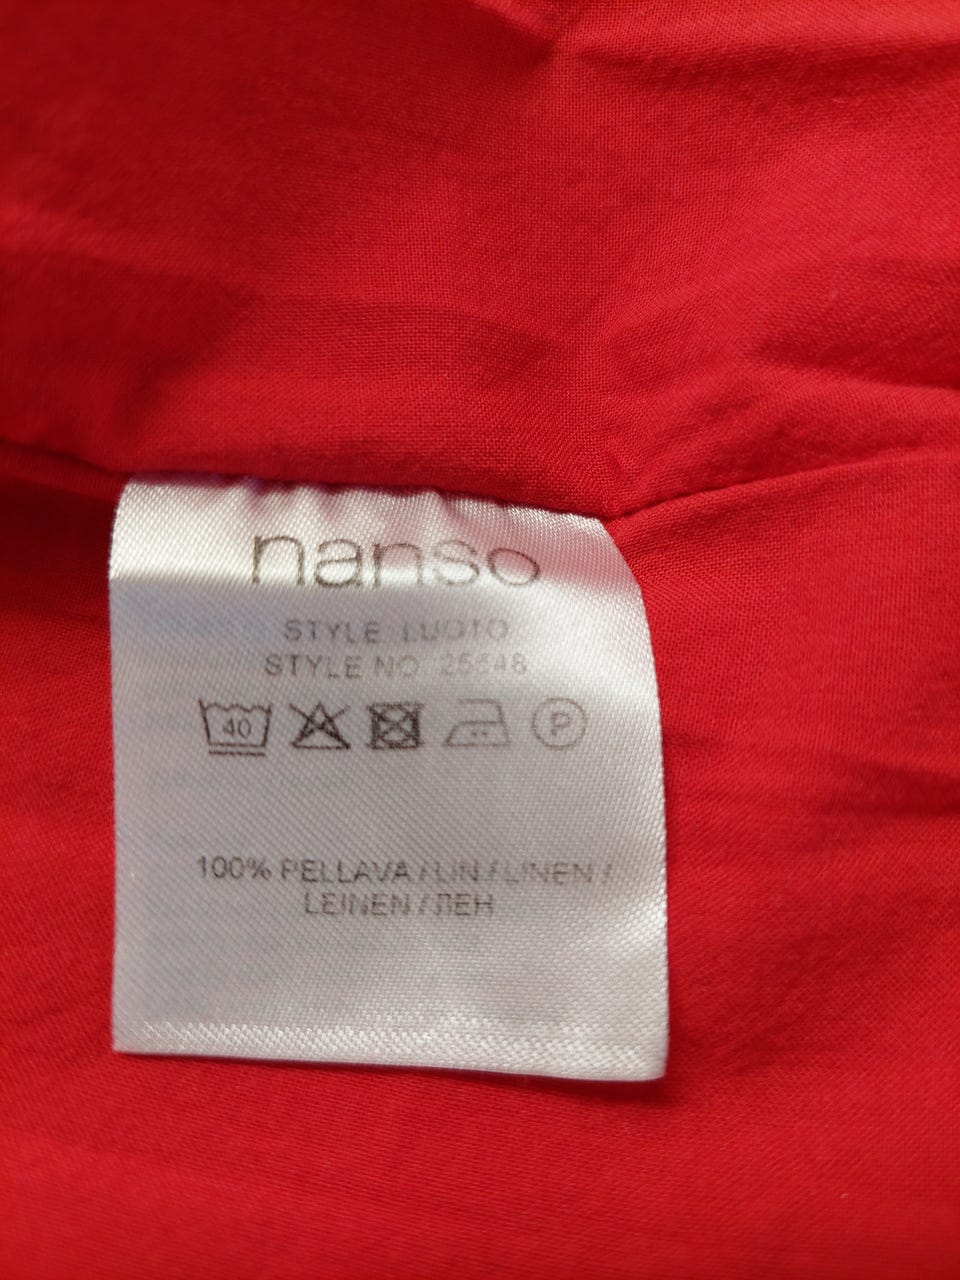 nanso
STYLE LUOTO
STYLE NO 25548
40 P
100% PELLAVA / LIN / LINEN /
LEINEN / ЛЕН